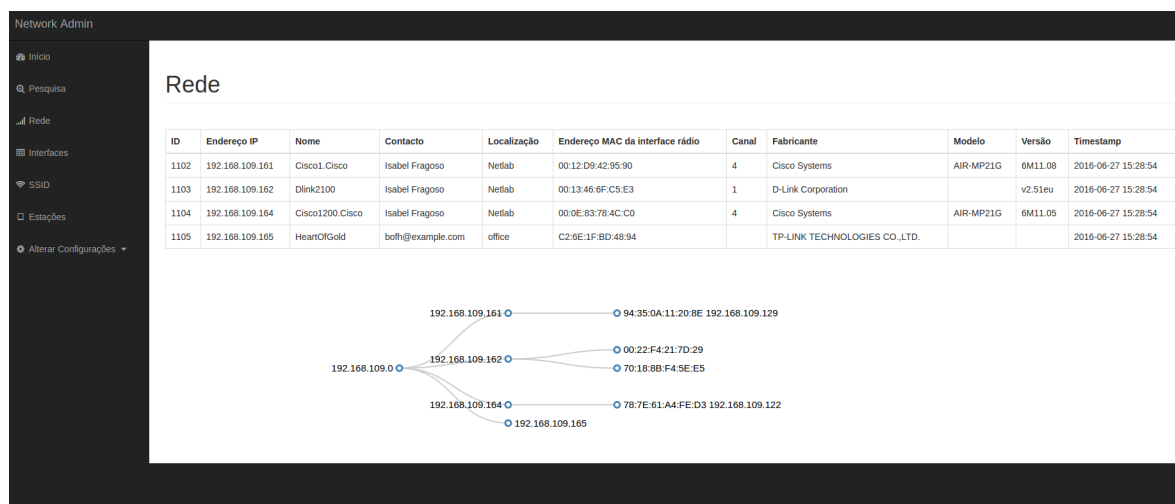 Network Admin
Início
Pesquisa
Rede
Interfaces
SSID
Estações
Alterar Configurações
Rede
ID Endereço IP Nome Contacto Localização Endereço MAC da interface rádio Canal Fabricante Modelo Versão Timestamp
1102 192.168.109.161 Cisco1.Cisco Isabel Fragoso Netlab 00:12:D9:42:95:90 4 Cisco Systems AIR-MP21G 6M11.08 2016-06-27 15:28:54
1103 192.168.109.162 Dlink2100 Isabel Fragoso Netlab 00:13:46:6F:C5:E3 1 D-Link Corporation v2.51eu 2016-06-27 15:28:54
1104 192.168.109.164 Cisco1200.Cisco Isabel Fragoso Netlab 00:0E:83:78:4C:C0 4 Cisco Systems AIR-MP21G 6M11.05 2016-06-27 15:28:54
1105 192.168.109.165 HeartOfGold bofh@example.com office C2:6E:1F:BD:48:94 TP-LINK TECHNOLOGIES CO.,LTD. 2016-06-27 15:28:54
192.168.109.161 94:35:0A:11:20:8E 192.168.109.129
00:22:F4:21:7D:29
192.168.109.162
192.168.109.0 70:18:8B:F4:5E:E5
192.168.109.164 78:7E:61:A4:FE:D3 192.168.109.122
192.168.109.165